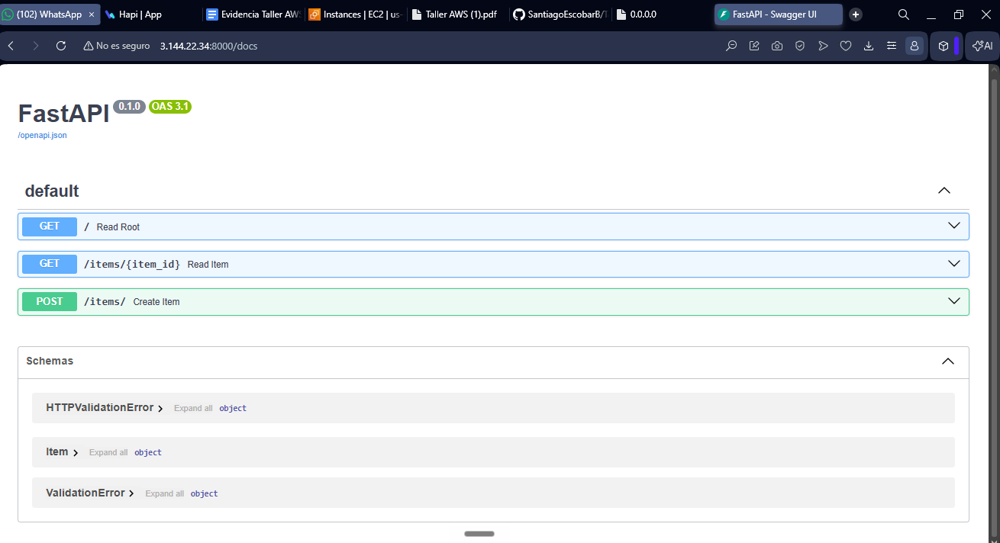 (102) WhatsApp × Hapi | App Evidencia Taller AWS Instances | EC2 | us- Taller AWS (1).pdf SantiagoEscobarB/T 0.0.0.0 FastAPI - Swagger UI
No es seguro 3.144.22.34:8000/docs AI
FastAPI 0.1.0 OAS 3.1
/openapi.json
default
GET / Read Root
GET /items/{item_id} Read Item
POST /items/ Create Item
Schemas
HTTPValidationError Expand all object
Item Expand all object
ValidationError Expand all object